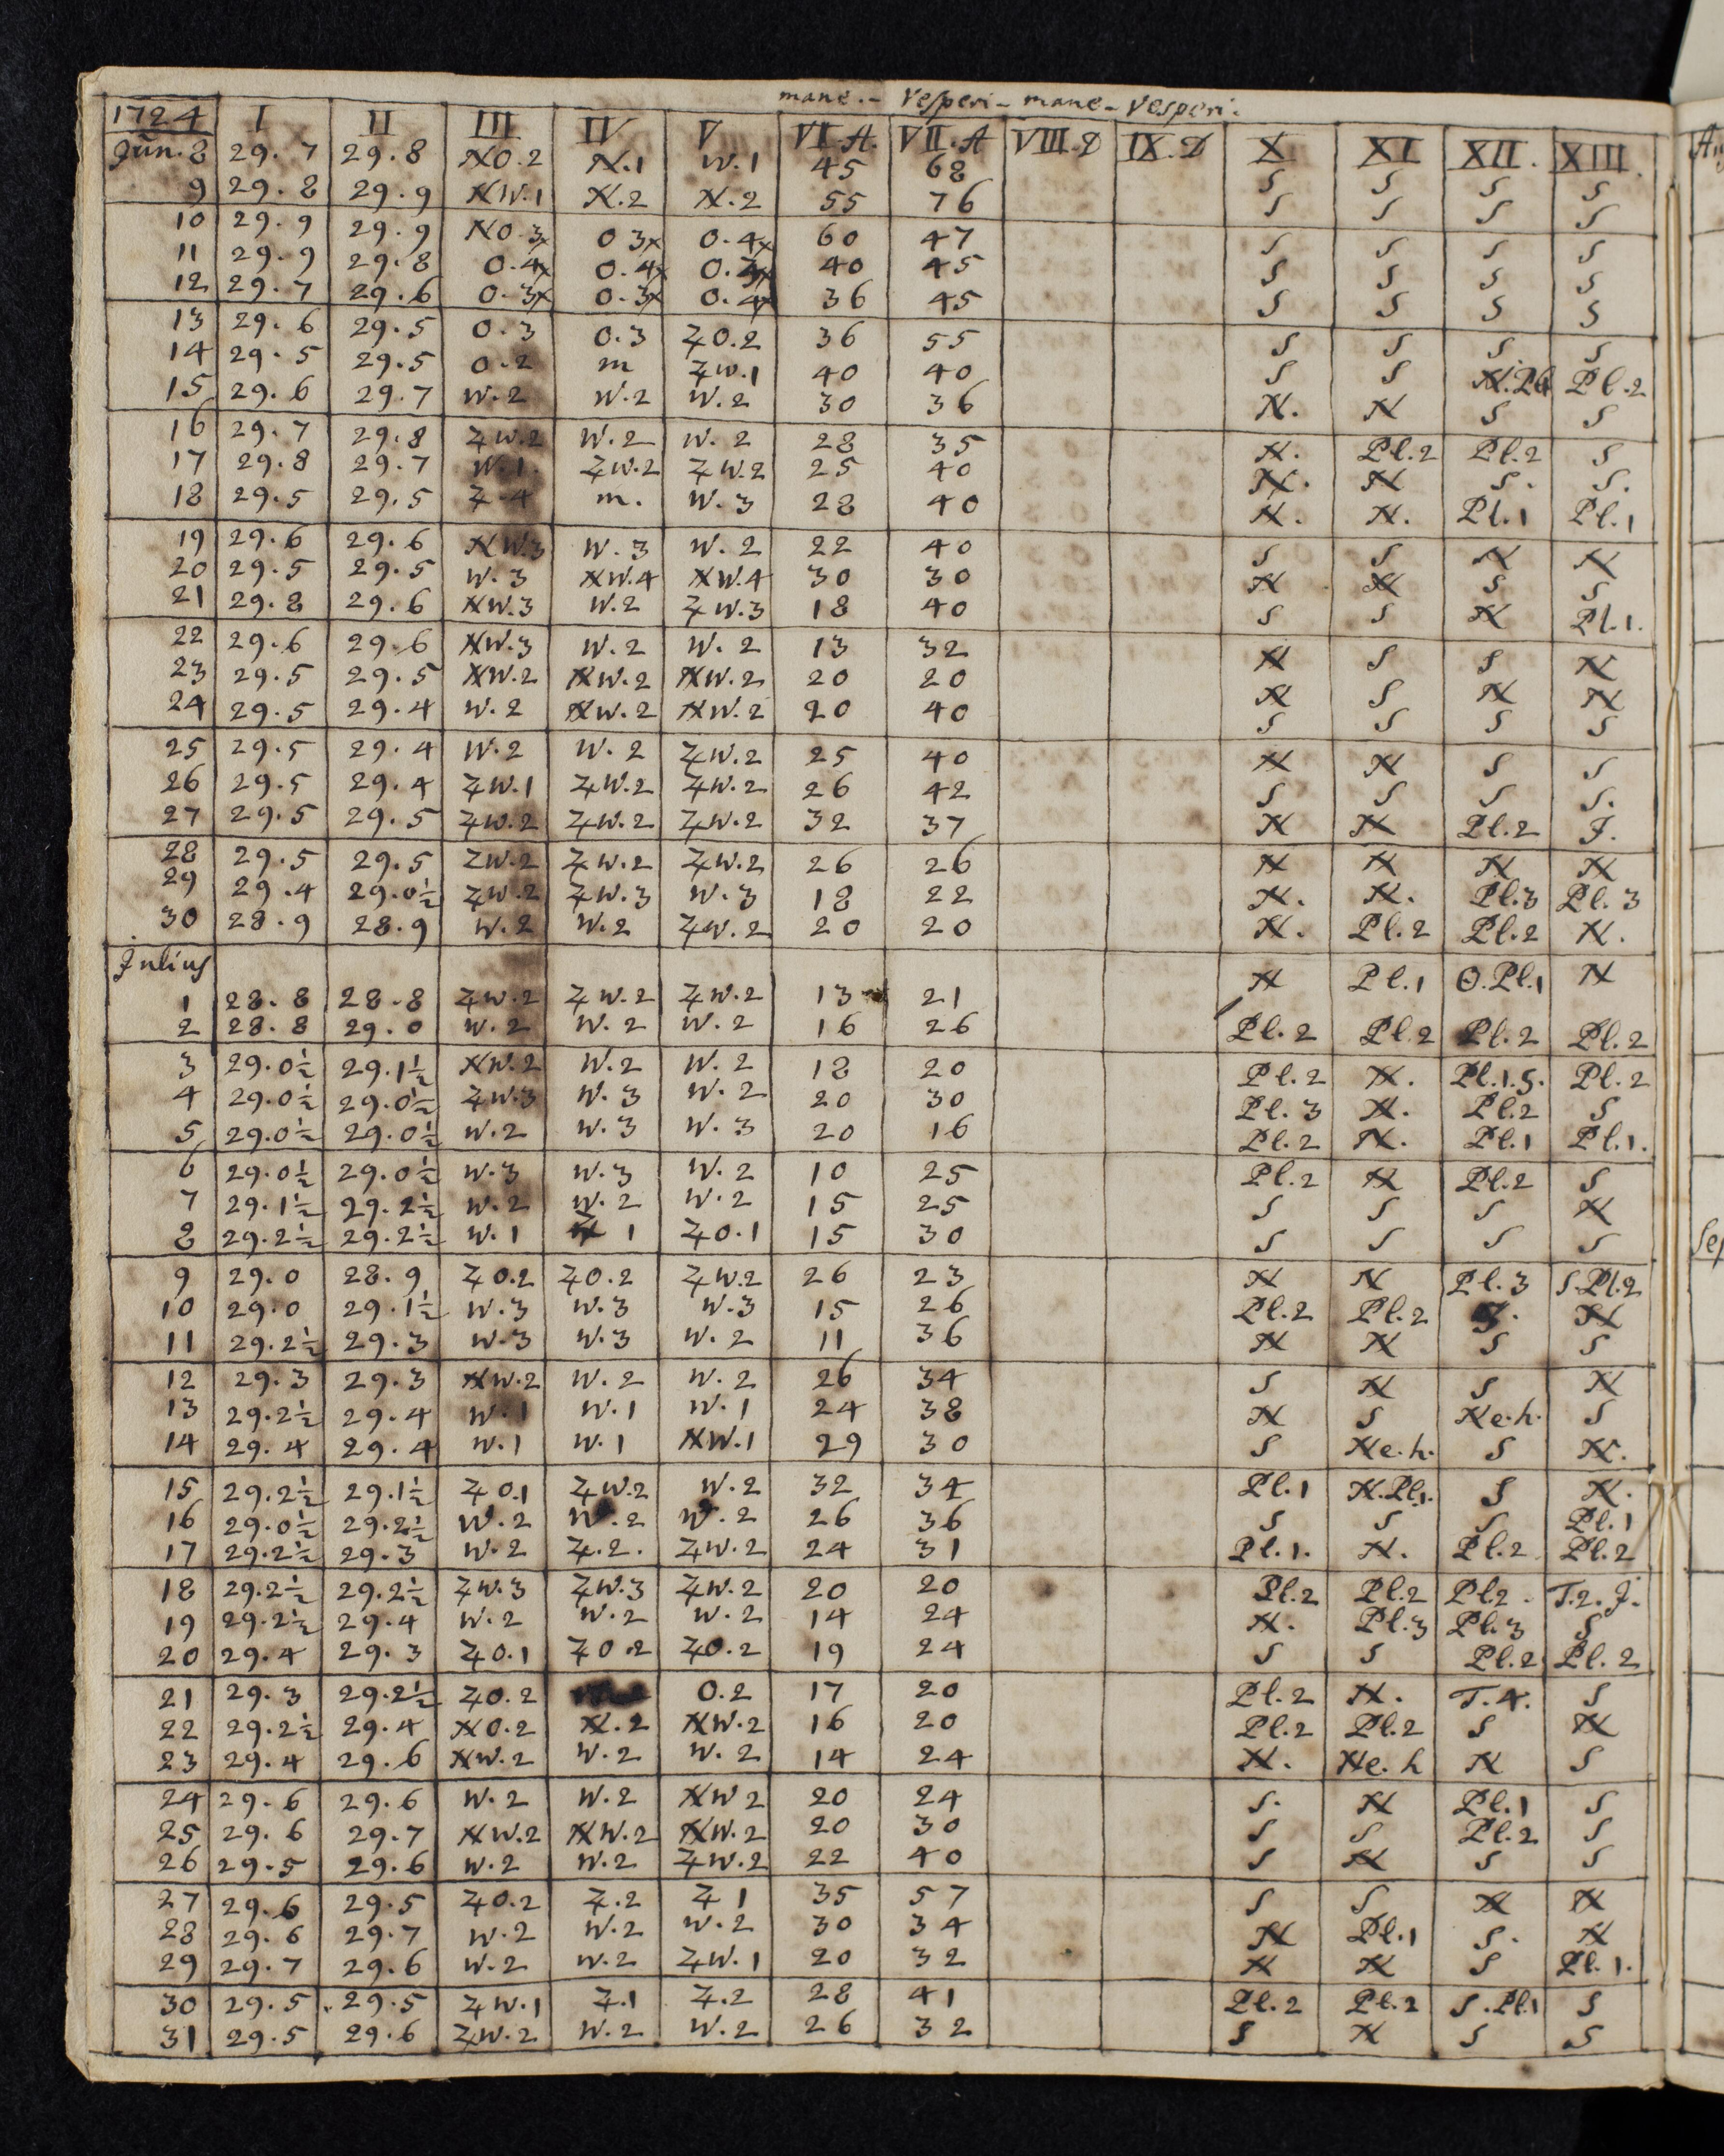 mane.- Vesperi- mane- Vesperi.
1724 I II III IV V VI.A. VII.A VIII.D IX.D X XI XII. XIII.
Jun. 8 29.7 29.8 NO.2 N.1 W.1 45 68 S S S S
9 29.8 29.9 NW.1 N.2 N.2 55 76 S S S S
10 29.9 29.9 NO.3x O 3x O.4x 60 47 S S S S
11 29.9 29.8 O.4x O.4x 40 45 S S S S
12 29.7 29.6 O.3x O.3x O.4x 36 45 S S S S
13 29.6 29.5 O.3 O.3 ZO.2 36 55 S S S S
14 29.5 29.5 O.2 m ZW.1 40 40 S S Pl.2
15 29.6 29.7 W.2 W.2 W.2 30 36 N. N S S
16 29.7 29.8 ZW.2 W.2 W.2 28 35 N. Pl.2 Pl.2 S
17 29.8 29.7 W.1. ZW.2 ZW.2 25 40 N. N S. S.
18 29.5 29.5 Z.4 m. W.3 28 40 N. N. Pl.1 Pl.1
19 29.6 29.6 NW.3 W.3 W.2 22 40 S S N N
20 29.5 29.5 W.3 NW.4 NW.4 30 30 N N S S
21 29.8 29.6 NW.3 W.2 ZW.3 18 40 S S N Pl.1.
22 29.6 29.6 NW.3 W.2 W.2 13 32 N S S N
23 29.5 29.5 NW.2 NW.2 NW.2 20 20 N S N N
24 29.5 29.4 W.2 NW.2 NW.2 20 40 S S S S
25 29.5 29.4 W.2 W.2 ZW.2 25 40 N N S S
26 29.5 29.4 ZW.1 ZW.2 ZW.2 26 42 S S S S.
27 29.5 29.5 ZW.2 ZW.2 ZW.2 32 37 N N Pl.2 J.
28 29.5 29.5 ZW.2 ZW.2 ZW.2 26 26 N N N N
29 29.4 29.0½ ZW.2 ZW.3 W.3 18 22 N. N. Pl.3 Pl.3
30 28.9 28.9 W.2 W.2 ZW.2 20 20 N. Pl.2 Pl.2 N.
Julius
1 28.8 28.8 ZW.2 ZW.2 ZW.2 13 21 N Pl.1 O.Pl.1 N
2 28.8 29.0 W.2 W.2 W.2 16 26 Pl.2 Pl.2 Pl.2 Pl.2
3 29.0½ 29.1½ NW.2 W.2 W.2 18 20 Pl.2 N. Pl.1.S. Pl.2
4 29.0½ 29.0½ ZW.3 W.3 W.2 20 30 Pl.3 N. Pl.2 S
5 29.0½ 29.0½ W.2 W.3 W.3 20 16 Pl.2 N. Pl.1 Pl.1.
6 29.0½ 29.0½ W.3 W.3 W.2 10 25 Pl.2 N Pl.2 S
7 29.1½ 29.2½ W.2 W.2 W.2 15 25 S S S N
8 29.2½ 29.2½ W.1 Z 1 ZO.1 15 30 S S S S
9 29.0 28.9 ZO.2 ZO.2 ZW.2 26 23 N N Pl.3 S.Pl.2
10 29.0 29.1½ W.3 W.3 W.3 15 26 Pl.2 Pl.2 N
11 29.2½ 29.3 W.3 W.3 W.2 11 36 N N S S
12 29.3 29.3 NW.2 W.2 W.2 26 34 S N S N
13 29.2½ 29.4 W.1 W.1 W.1 24 38 N S Ne.h. S
14 29.4 29.4 W.1 W.1 NW.1 29 30 S Ne.h. S N.
15 29.2½ 29.1½ ZO.1 ZW.2 W.2 32 34 Pl.1 N.Pl.1. S N.
16 29.0½ 29.2½ W.2 W.2 W.2 26 36 S S S Pl.1
17 29.2½ 29.3 W.2 Z.2. ZW.2 24 31 Pl.1. N. Pl.2 Pl.2
18 29.2½ 29.2½ ZW.3 ZW.3 ZW.2 20 20 Pl.2 Pl.2 Pl.2. T.2.J.
19 29.2½ 29.4 W.2 W.2 W.2 14 24 N. Pl.3 Pl.3 S
20 29.4 29.3 ZO.1 ZO.2 ZO.2 19 24 S S Pl.2 Pl.2
21 29.3 29.2½ ZO.2 O.2 17 20 Pl.2 N. T.4. S
22 29.2½ 29.4 NO.2 N.2 NW.2 16 20 Pl.2 Pl.2 S N
23 29.4 29.6 NW.2 W.2 W.2 14 24 N. Ne.h N S
24 29.6 29.6 W.2 W.2 NW 2 20 24 S. N Pl.1 S
25 29.6 29.7 NW.2 NW.2 NW.2 20 30 S S Pl.2 S
26 29.5 29.6 W.2 W.2 ZW.2 22 40 S N S S
27 29.6 29.5 ZO.2 Z.2 Z 1 35 57 S S N N
28 29.6 29.7 W.2 W.2 W.2 30 34 N Pl.1 S. N
29 29.7 29.6 W.2 W.2 ZW.1 20 32 N N S Pl.1.
30 29.5 29.5 ZW.1 Z.1 Z.2 28 41 Pl.2 Pl.2 S.Pl.1 S
31 29.5 29.6 ZW.2 W.2 W.2 26 32 S N S S